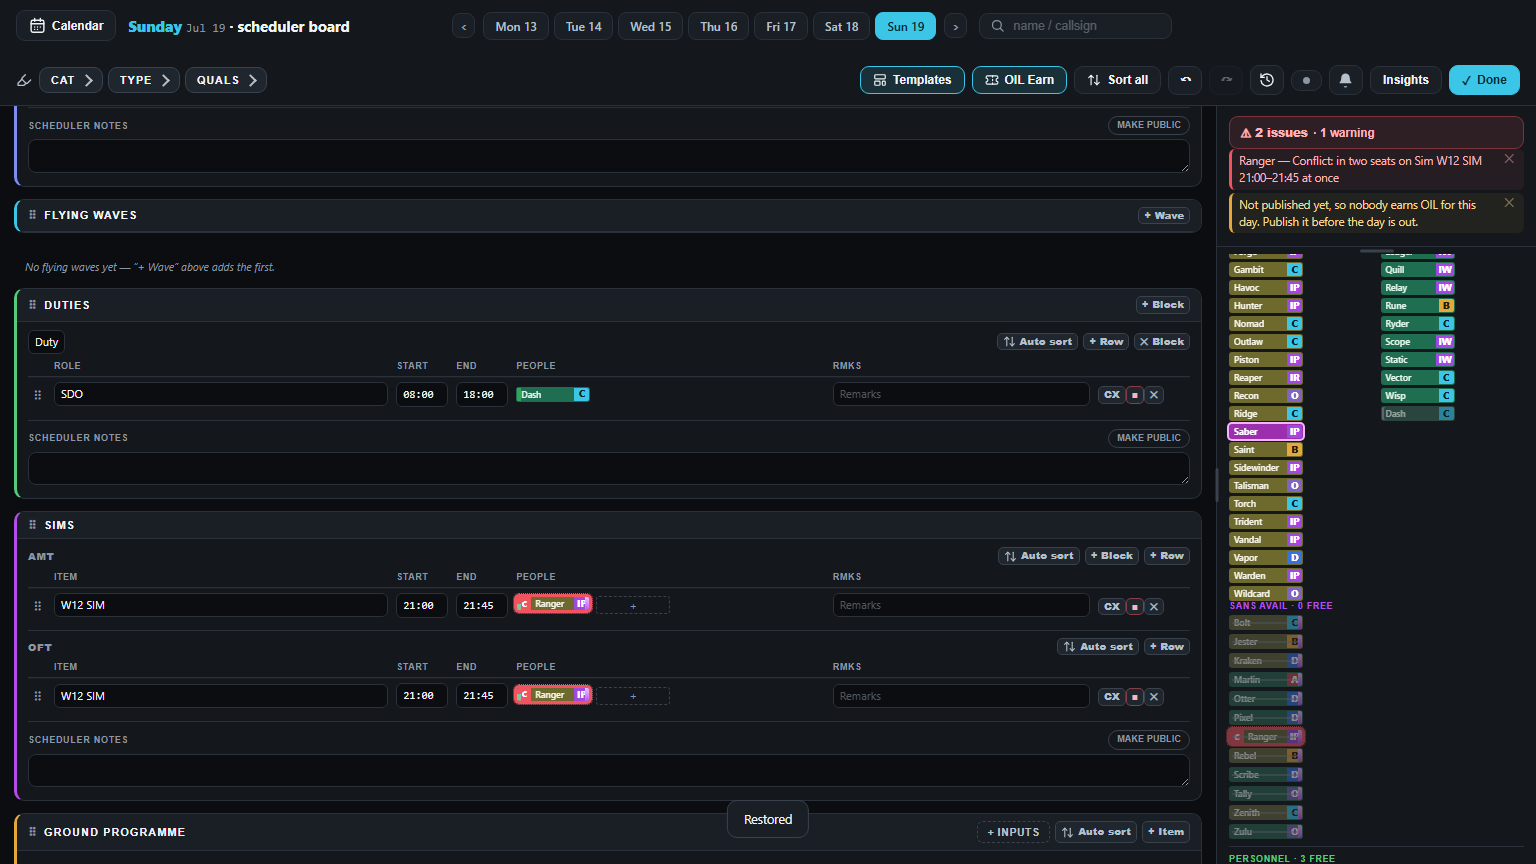 Calendar
Sunday Jul 19 · scheduler board
‹ Mon 13 Tue 14 Wed 15 Thu 16 Fri 17 Sat 18 Sun 19 ›
name / callsign
CAT TYPE QUALS
Templates OIL Earn Sort all Insights ✓ Done
SCHEDULER NOTES MAKE PUBLIC
FLYING WAVES + Wave
No flying waves yet — "+ Wave" above adds the first.
DUTIES + Block
Duty Auto sort + Row ✕ Block
ROLE START END PEOPLE RMKS
SDO 08:00 18:00 Dash C Remarks CX ✕
SCHEDULER NOTES MAKE PUBLIC
SIMS
AMT Auto sort + Block + Row
ITEM START END PEOPLE RMKS
W12 SIM 21:00 21:45 C Ranger IP + Remarks CX ✕
OFT Auto sort + Row
ITEM START END PEOPLE RMKS
W12 SIM 21:00 21:45 C Ranger IP + Remarks CX ✕
SCHEDULER NOTES MAKE PUBLIC
Restored
GROUND PROGRAMME + INPUTS Auto sort + Item
⚠ 2 issues · 1 warning
Ranger — Conflict: in two seats on Sim W12 SIM
21:00–21:45 at once ✕
Not published yet, so nobody earns OIL for this
day. Publish it before the day is out. ✕
Gambit C
Havoc IP
Hunter IP
Nomad C
Outlaw C
Piston IP
Reaper IR
Recon O
Ridge C
Saber IP
Saint B
Sidewinder IP
Talisman O
Torch C
Trident IP
Vandal IP
Vapor D
Warden IP
Wildcard O
Quill IW
Relay IW
Rune B
Ryder C
Scope IW
Static IW
Vector C
Wisp C
Dash C
SANS AVAIL · 0 FREE
Bolt C
Jester B
Kraken D
Marlin A
Otter D
Pixel D
C Ranger IP
Rebel B
Scribe D
Tally O
Zenith C
Zulu O
PERSONNEL · 3 FREE